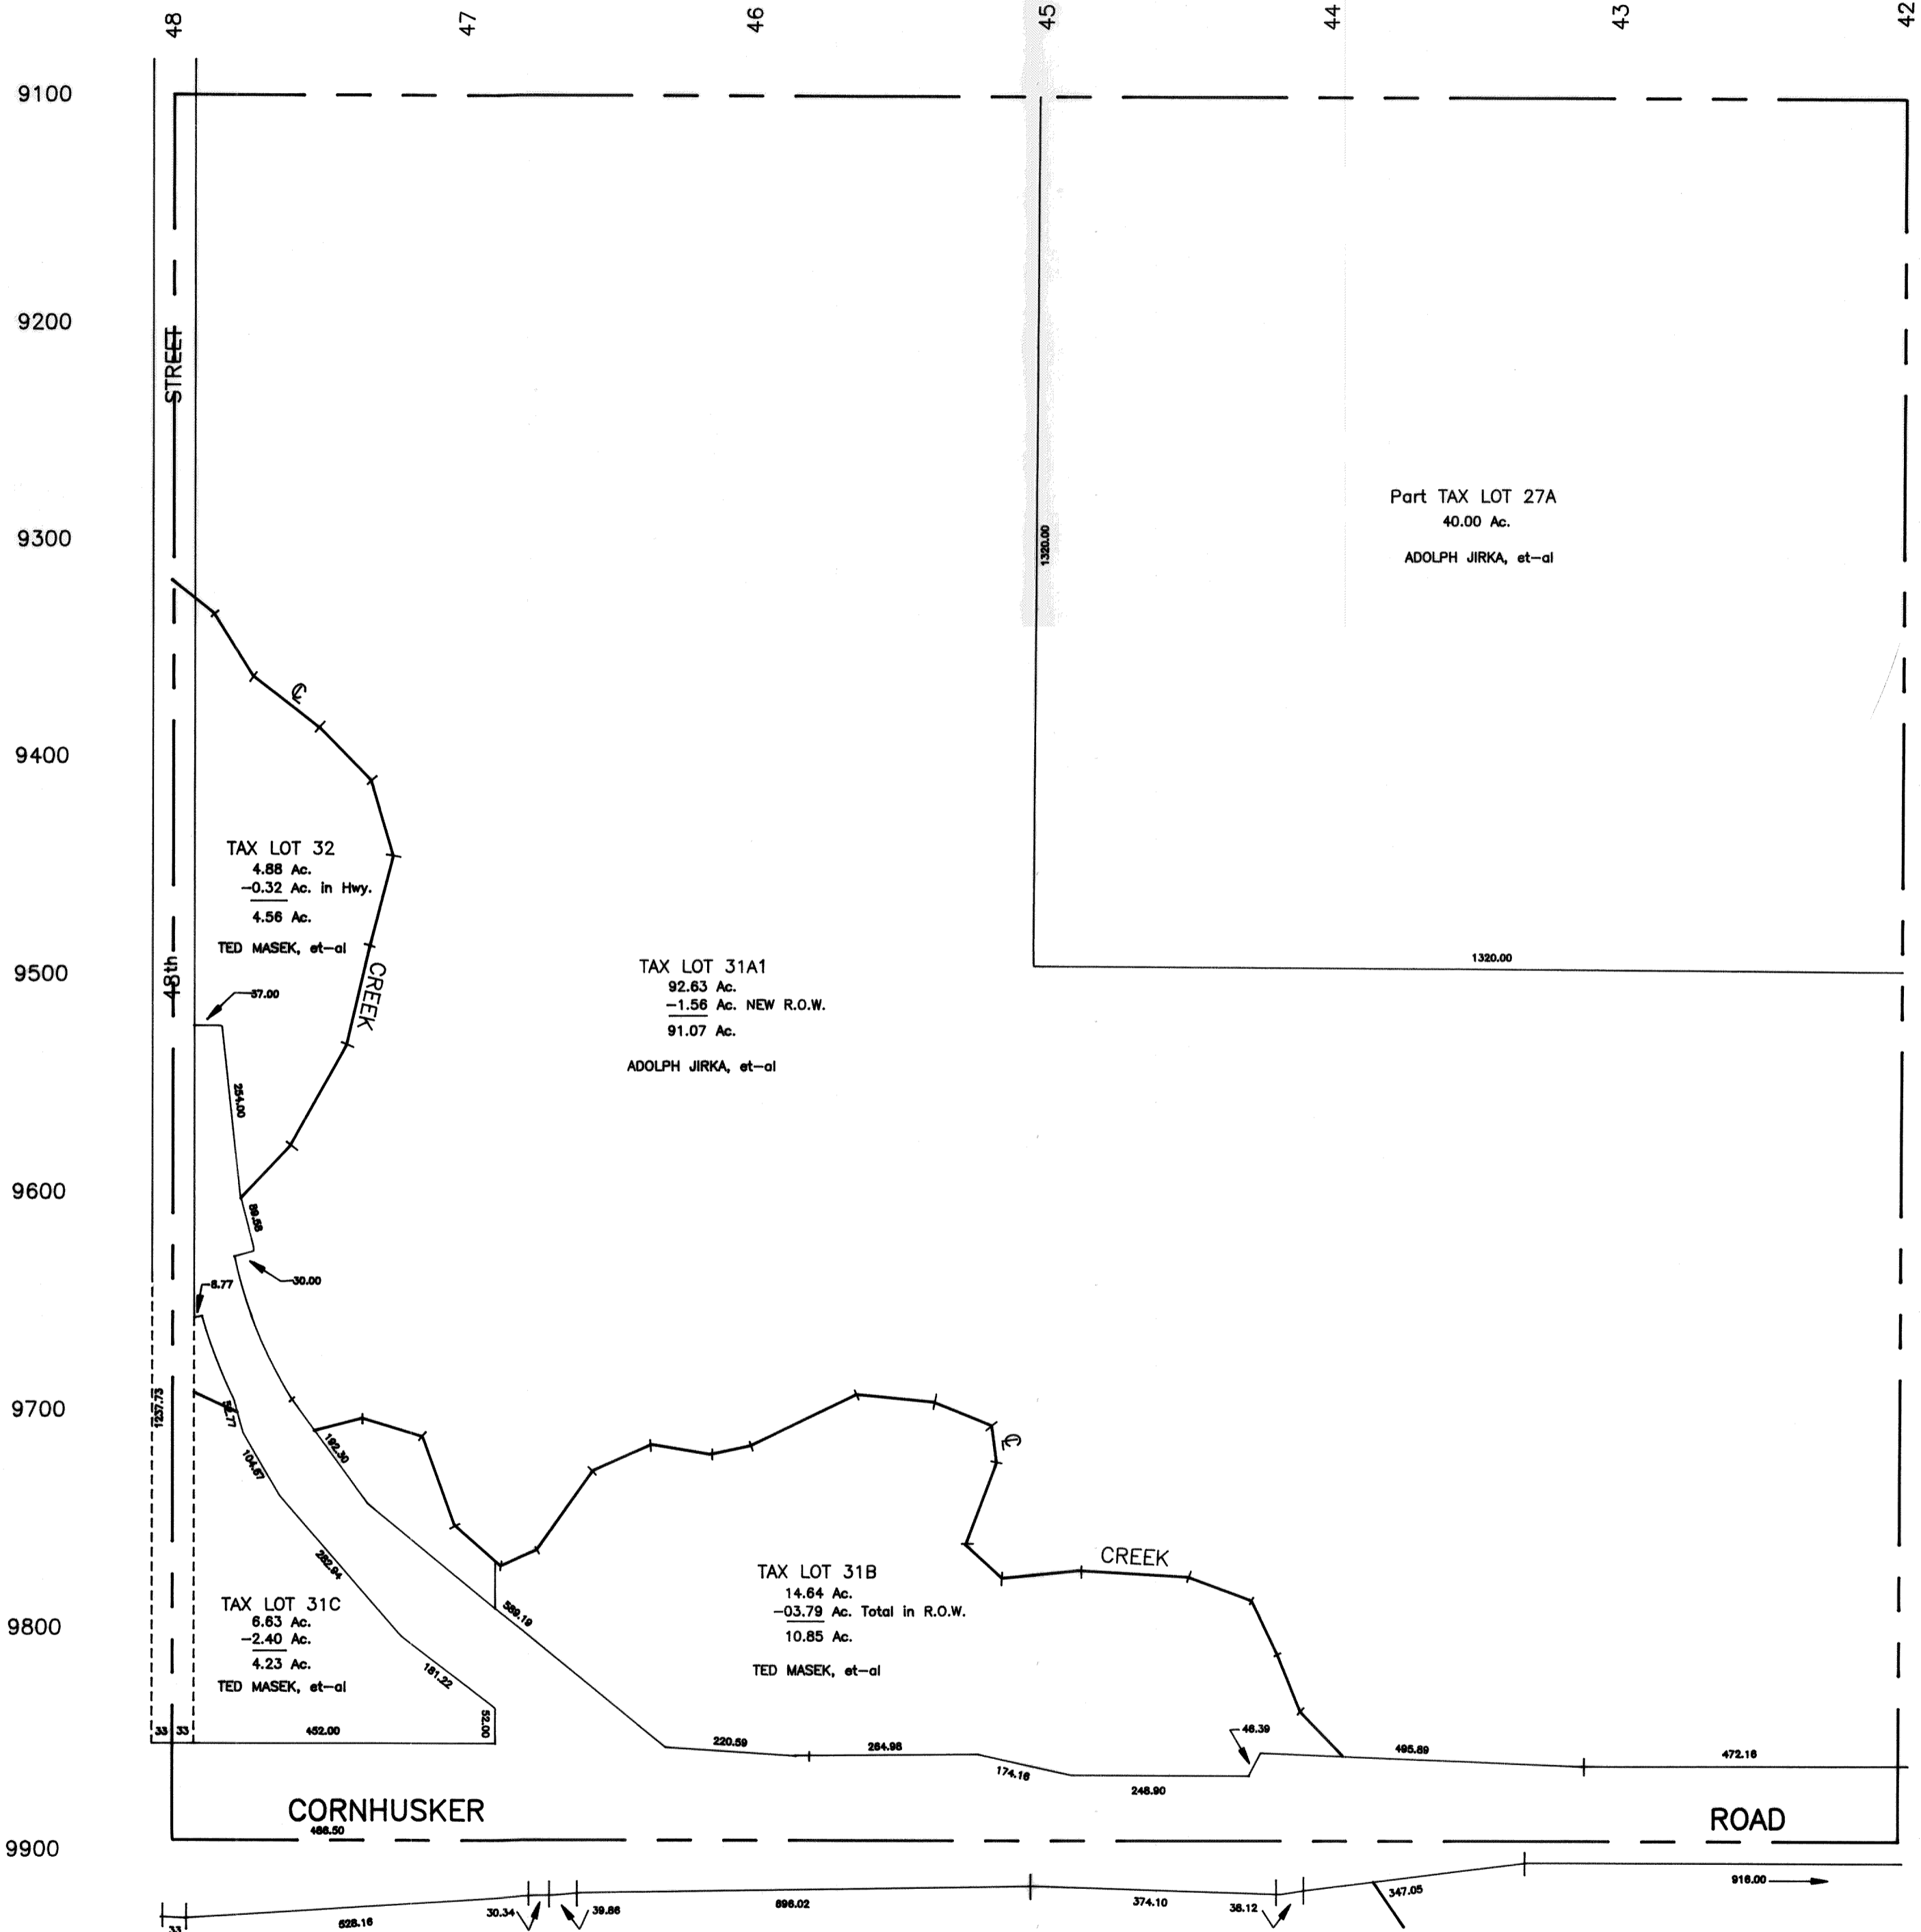 48
47
46
45
44
43
42
9100
9200
9300
9400
9500
9600
9700
9800
9900
STREET
48th
1320.00
Part TAX LOT 27A
40.00 Ac.
ADOLPH JIRKA, et-al
1320.00
℄
TAX LOT 32
4.88 Ac.
-0.32 Ac. in Hwy.
4.56 Ac.
TED MASEK, et-al
CREEK
TAX LOT 31A1
92.63 Ac.
-1.56 Ac. NEW R.O.W.
91.07 Ac.
ADOLPH JIRKA, et-al
37.00
254.00
89.58
30.00
8.77
1237.73
104.67
192.30
282.94
℄
CREEK
TAX LOT 31B
14.64 Ac.
-03.79 Ac. Total in R.O.W.
10.85 Ac.
TED MASEK, et-al
589.19
TAX LOT 31C
6.63 Ac.
-2.40 Ac.
4.23 Ac.
TED MASEK, et-al
181.22
52.00
33 33
452.00
220.59
264.98
174.16
248.90
46.39
495.89
472.16
CORNHUSKER
ROAD
486.50
33
628.16
30.34
39.86
896.02
374.10
38.12
347.05
916.00